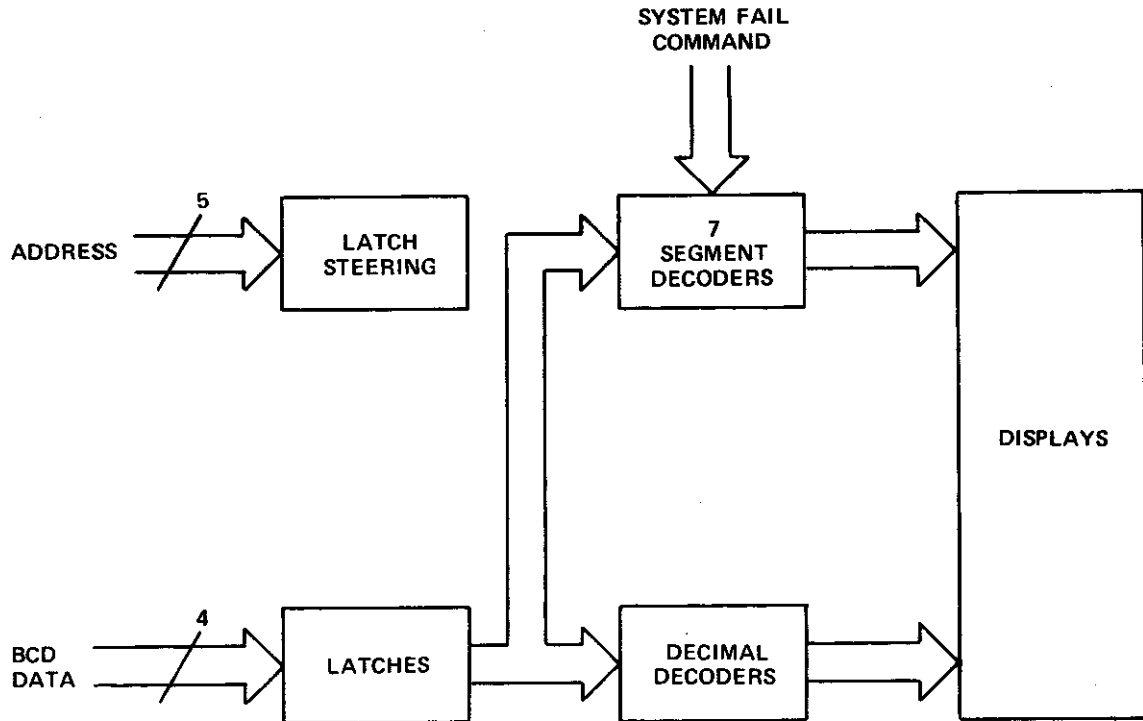 SYSTEM FAIL
COMMAND
5
ADDRESS
LATCH
STEERING
7
SEGMENT
DECODERS
DISPLAYS
4
BCD
DATA
LATCHES
DECIMAL
DECODERS